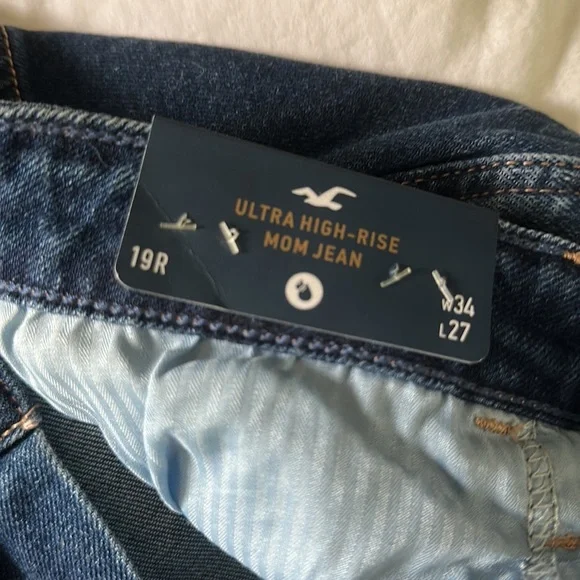 ULTRA HIGH-RISE
MOM JEAN
19R
W34
L27